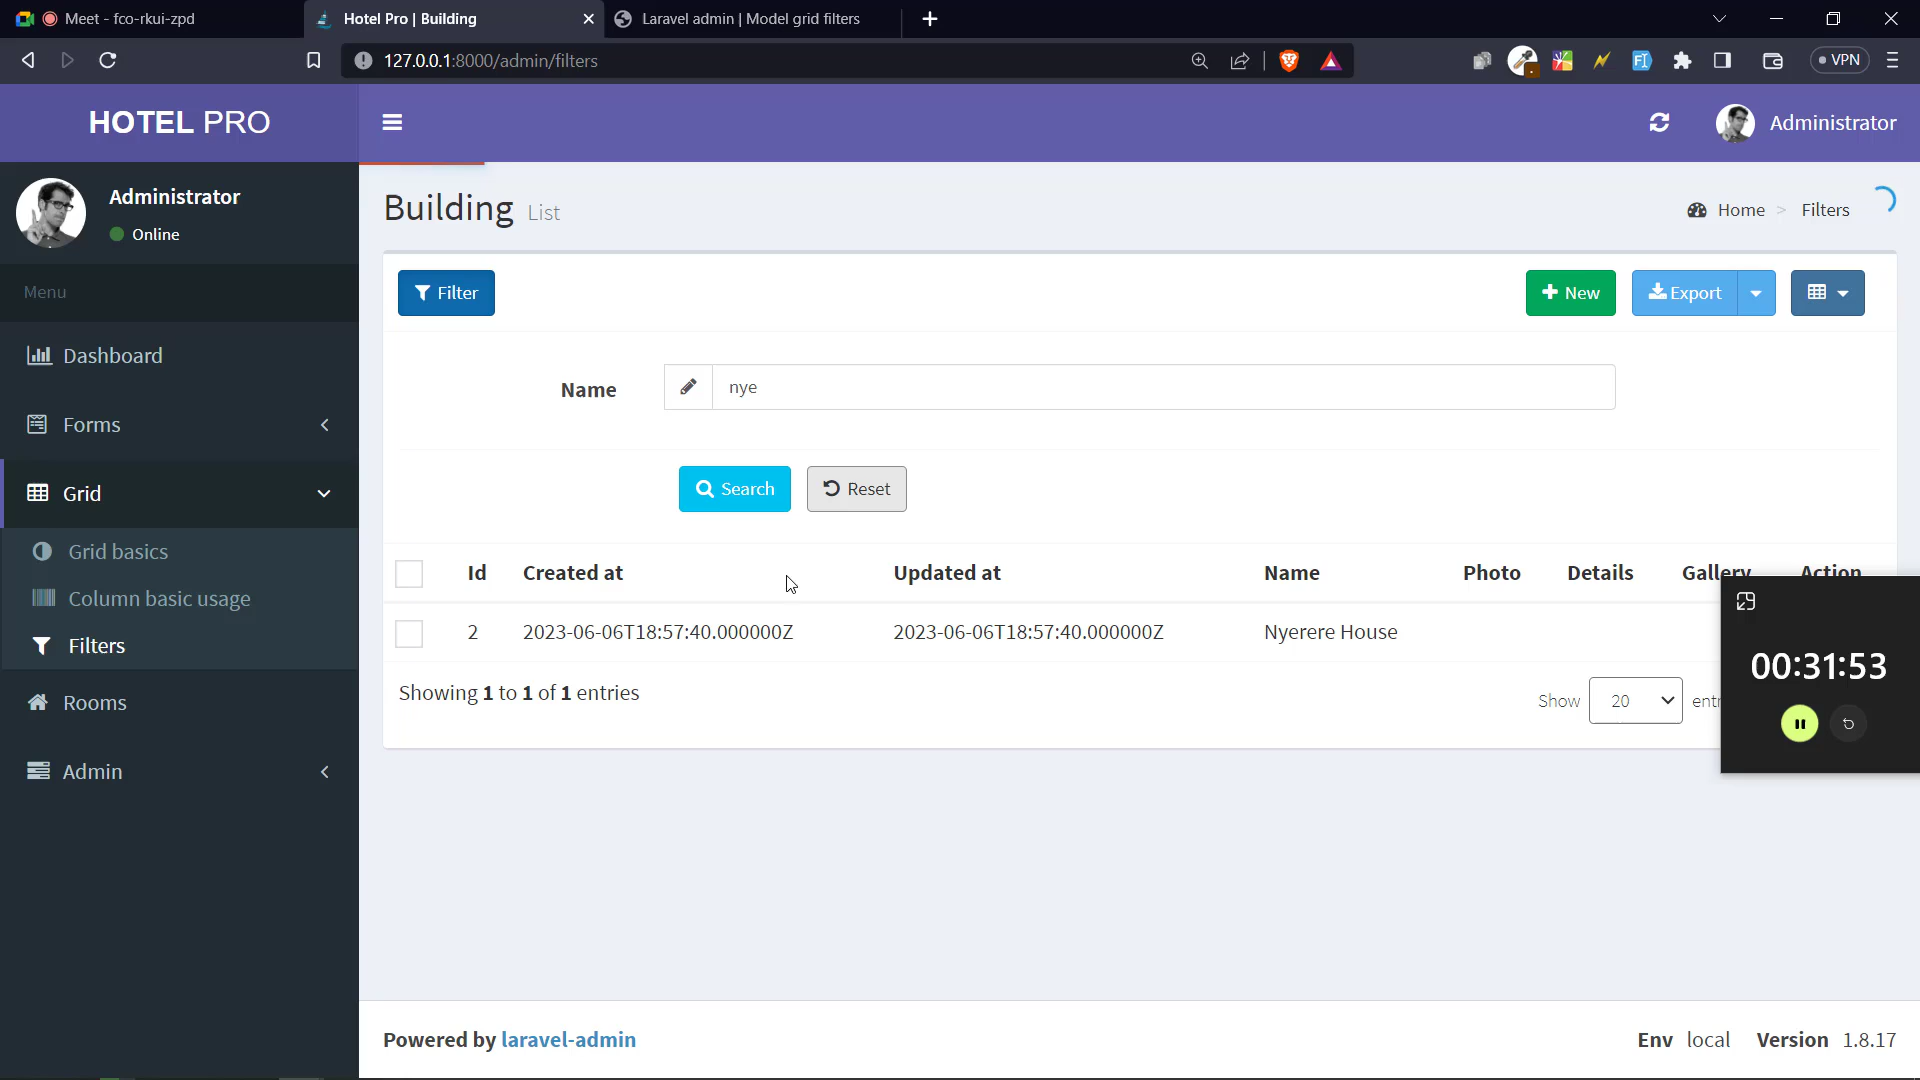 Meet - fco-rkui-zpd
Hotel Pro | Building
Laravel admin | Model grid filters
127.0.0.1:8000/admin/filters
VPN
HOTEL PRO
Administrator
Administrator
Online
Menu
Dashboard
Forms
Grid
Grid basics
Column basic usage
Filters
Rooms
Admin
Building List
Home > Filters
Filter
New
Export
Name
nye
Search
Reset
Id Created at Updated at Name Photo Details Gallery Action
2 2023-06-06T18:57:40.000000Z 2023-06-06T18:57:40.000000Z Nyerere House
Showing 1 to 1 of 1 entries
Show 20 entr
00:31:53
Powered by laravel-admin
Env local Version 1.8.17